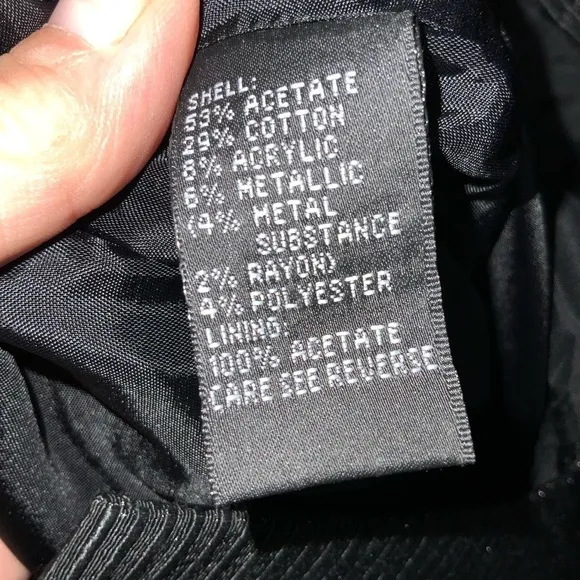 SHELL:
53% ACETATE
29% COTTON
8% ACRYLIC
6% METALLIC
(4% METAL
SUBSTANCE
2% RAYON)
4% POLYESTER
LINING:
100% ACETATE
CARE SEE REVERSE